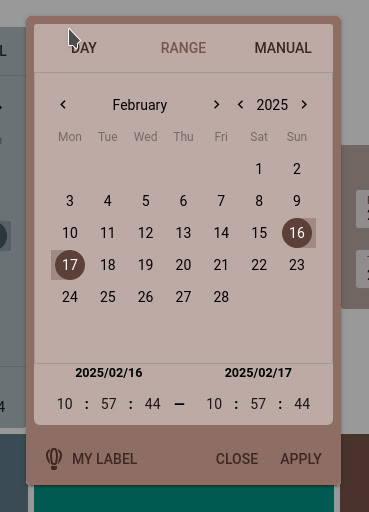 DAY RANGE MANUAL
February 2025
Mon Tue Wed Thu Fri Sat Sun
1 2
3 4 5 6 7 8 9
10 11 12 13 14 15 16
17 18 19 20 21 22 23
24 25 26 27 28
2025/02/16 2025/02/17
10 : 57 : 44 – 10 : 57 : 44
MY LABEL CLOSE APPLY